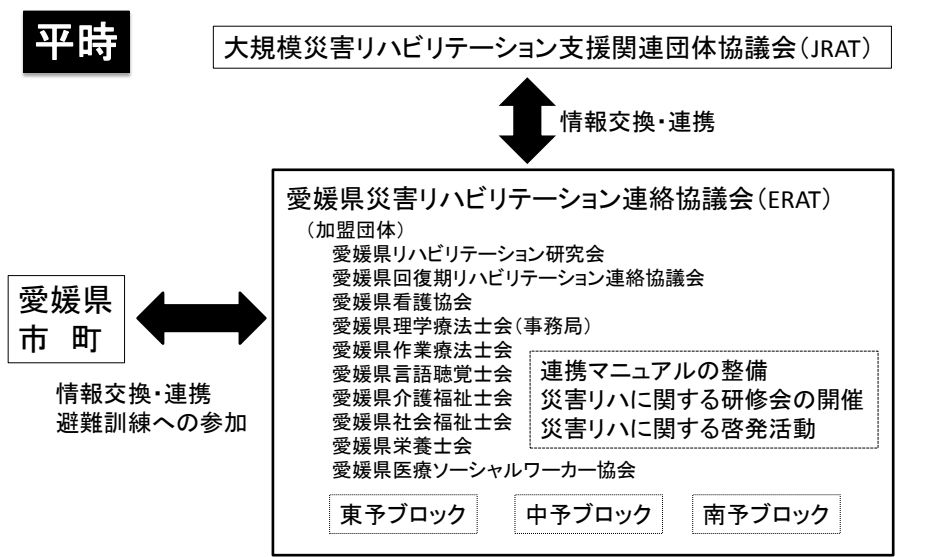 平時
大規模災害リハビリテーション支援関連団体協議会(JRAT)
情報交換・連携
愛媛県災害リハビリテーション連絡協議会(ERAT)
(加盟団体)
愛媛県リハビリテーション研究会
愛媛県回復期リハビリテーション連絡協議会
愛媛県看護協会
愛媛県理学療法士会(事務局)
愛媛県作業療法士会
愛媛県言語聴覚士会
愛媛県介護福祉士会
愛媛県社会福祉士会
愛媛県栄養士会
愛媛県医療ソーシャルワーカー協会
連携マニュアルの整備
災害リハに関する研修会の開催
災害リハに関する啓発活動
東予ブロック
中予ブロック
南予ブロック
愛媛県
市 町
情報交換・連携
避難訓練への参加